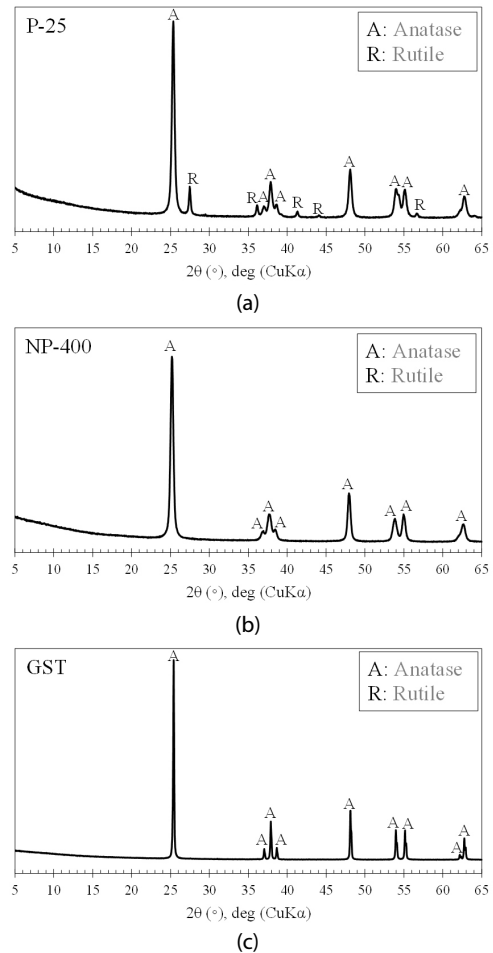 P-25
A
A: Anatase
R: Rutile
R
R A A A R R
A
A A
R
A
5 10 15 20 25 30 35 40 45 50 55 60 65
2θ (°), deg (CuKα)
(a)
NP-400
A
A: Anatase
R: Rutile
A A A
A
A A
A
5 10 15 20 25 30 35 40 45 50 55 60 65
2θ (°), deg (CuKα)
(b)
GST
A
A: Anatase
R: Rutile
A A A
A
A A
A A
5 10 15 20 25 30 35 40 45 50 55 60 65
2θ (°), deg (CuKα)
(c)